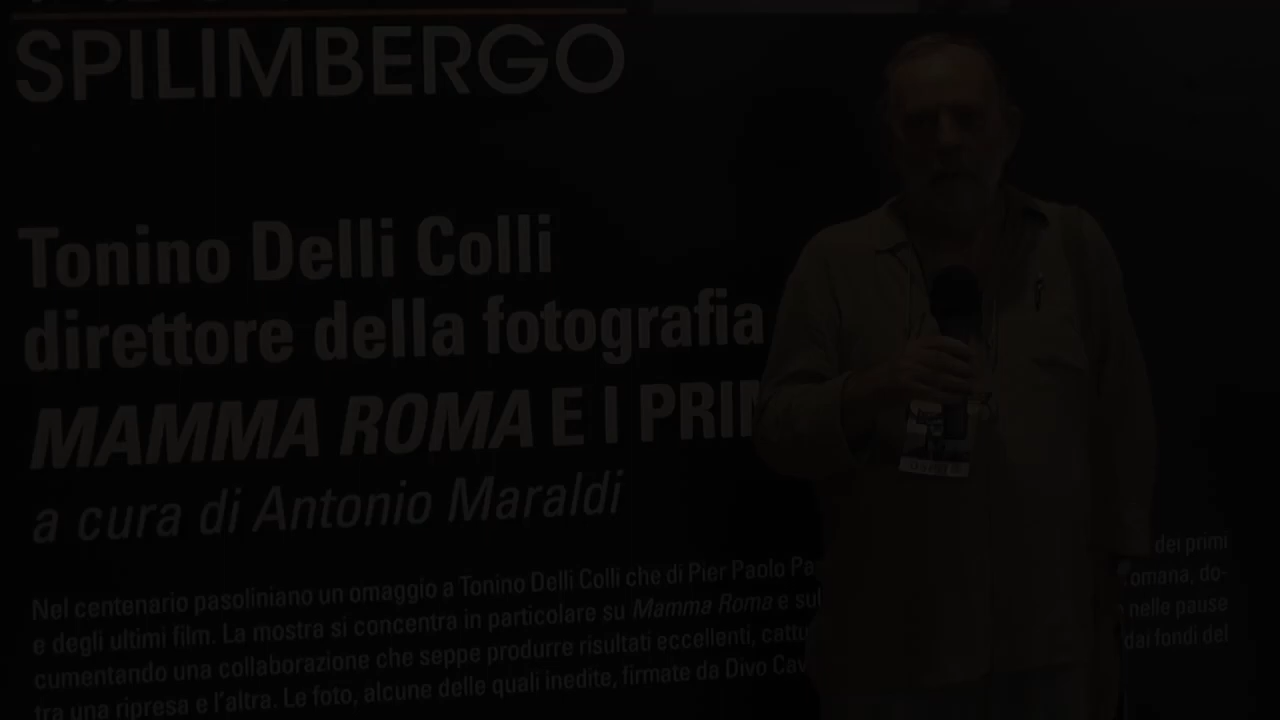 SPILIMBERGO
Tonino Delli Colli
direttore della fotografia
MAMMA ROMA E I PRIM
a cura di Antonio Maraldi
Nel centenario pasoliniano un omaggio a Tonino Delli Colli che di Pier Paolo Pa dei primi
e degli ultimi film. La mostra si concentra in particolare su Mamma Roma e sul omana, do-
cumentando una collaborazione che seppe produrre risultati eccellenti, cattu nelle pause
tra una ripresa e l'altra. Le foto, alcune delle quali inedite, firmate da Divo Cav dai fondi del